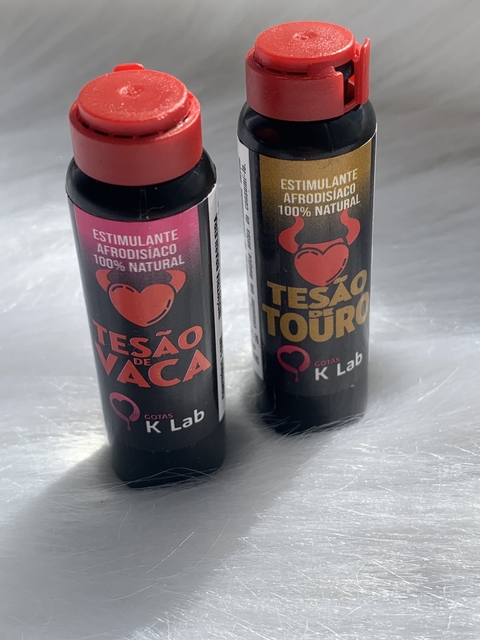 ESTIMULANTE
AFRODISÍACO
100% NATURAL
TESÃO
DE
VACA
GOTAS
K Lab
ESTIMULANTE
AFRODISÍACO
100% NATURAL
TESÃO
DE
TOURO
GOTAS
K Lab